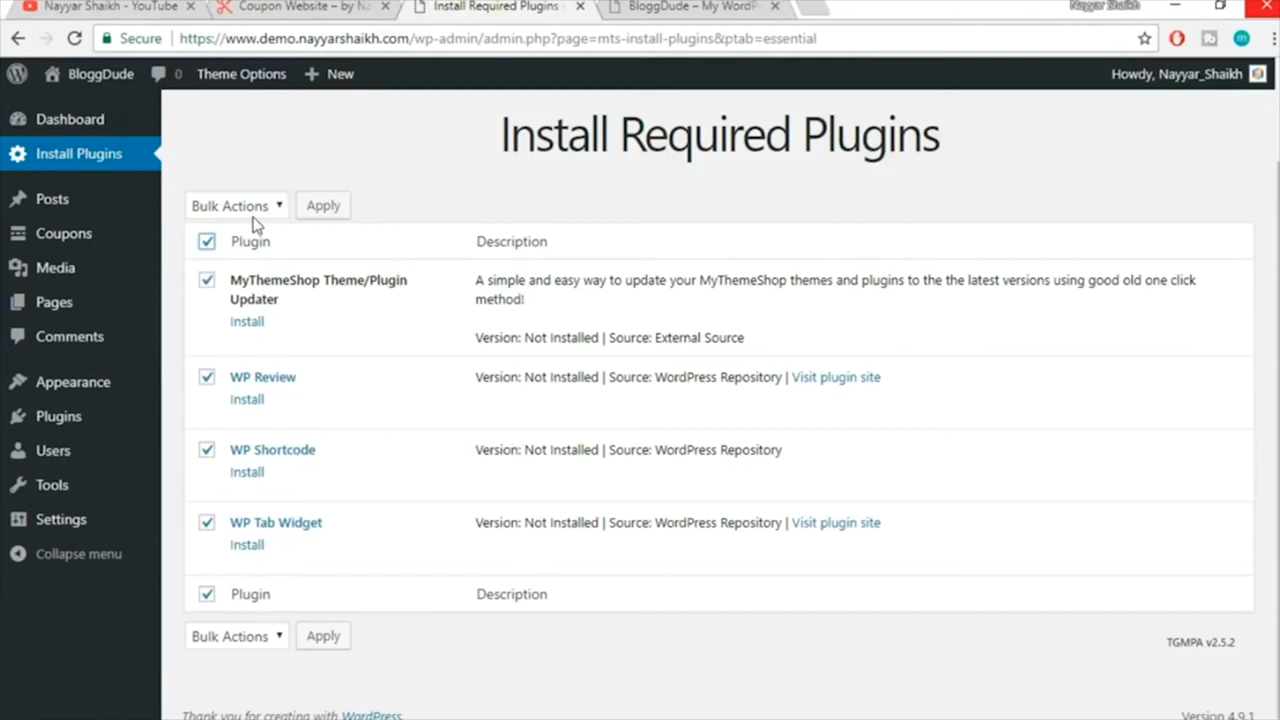 Nayyar Shaikh - YouTube
Coupon Website – by Na
Install Required Plugins -
BloggDude – My WordP
Nayyar Shaikh
Secure
https://www.demo.nayyarshaikh.com/wp-admin/admin.php?page=mts-install-plugins&ptab=essential
BloggDude 0 Theme Options + New
Howdy, Nayyar_Shaikh
Dashboard
Install Plugins
Posts
Coupons
Media
Pages
Comments
Appearance
Plugins
Users
Tools
Settings
Collapse menu
Install Required Plugins
Bulk Actions Apply
Plugin Description
MyThemeShop Theme/Plugin
Updater
Install
A simple and easy way to update your MyThemeShop themes and plugins to the the latest versions using good old one click
method!
Version: Not Installed | Source: External Source
WP Review
Install
Version: Not Installed | Source: WordPress Repository | Visit plugin site
WP Shortcode
Install
Version: Not Installed | Source: WordPress Repository
WP Tab Widget
Install
Version: Not Installed | Source: WordPress Repository | Visit plugin site
Plugin Description
Bulk Actions Apply
TGMPA v2.5.2
Thank you for creating with WordPress.
Version 4.9.1